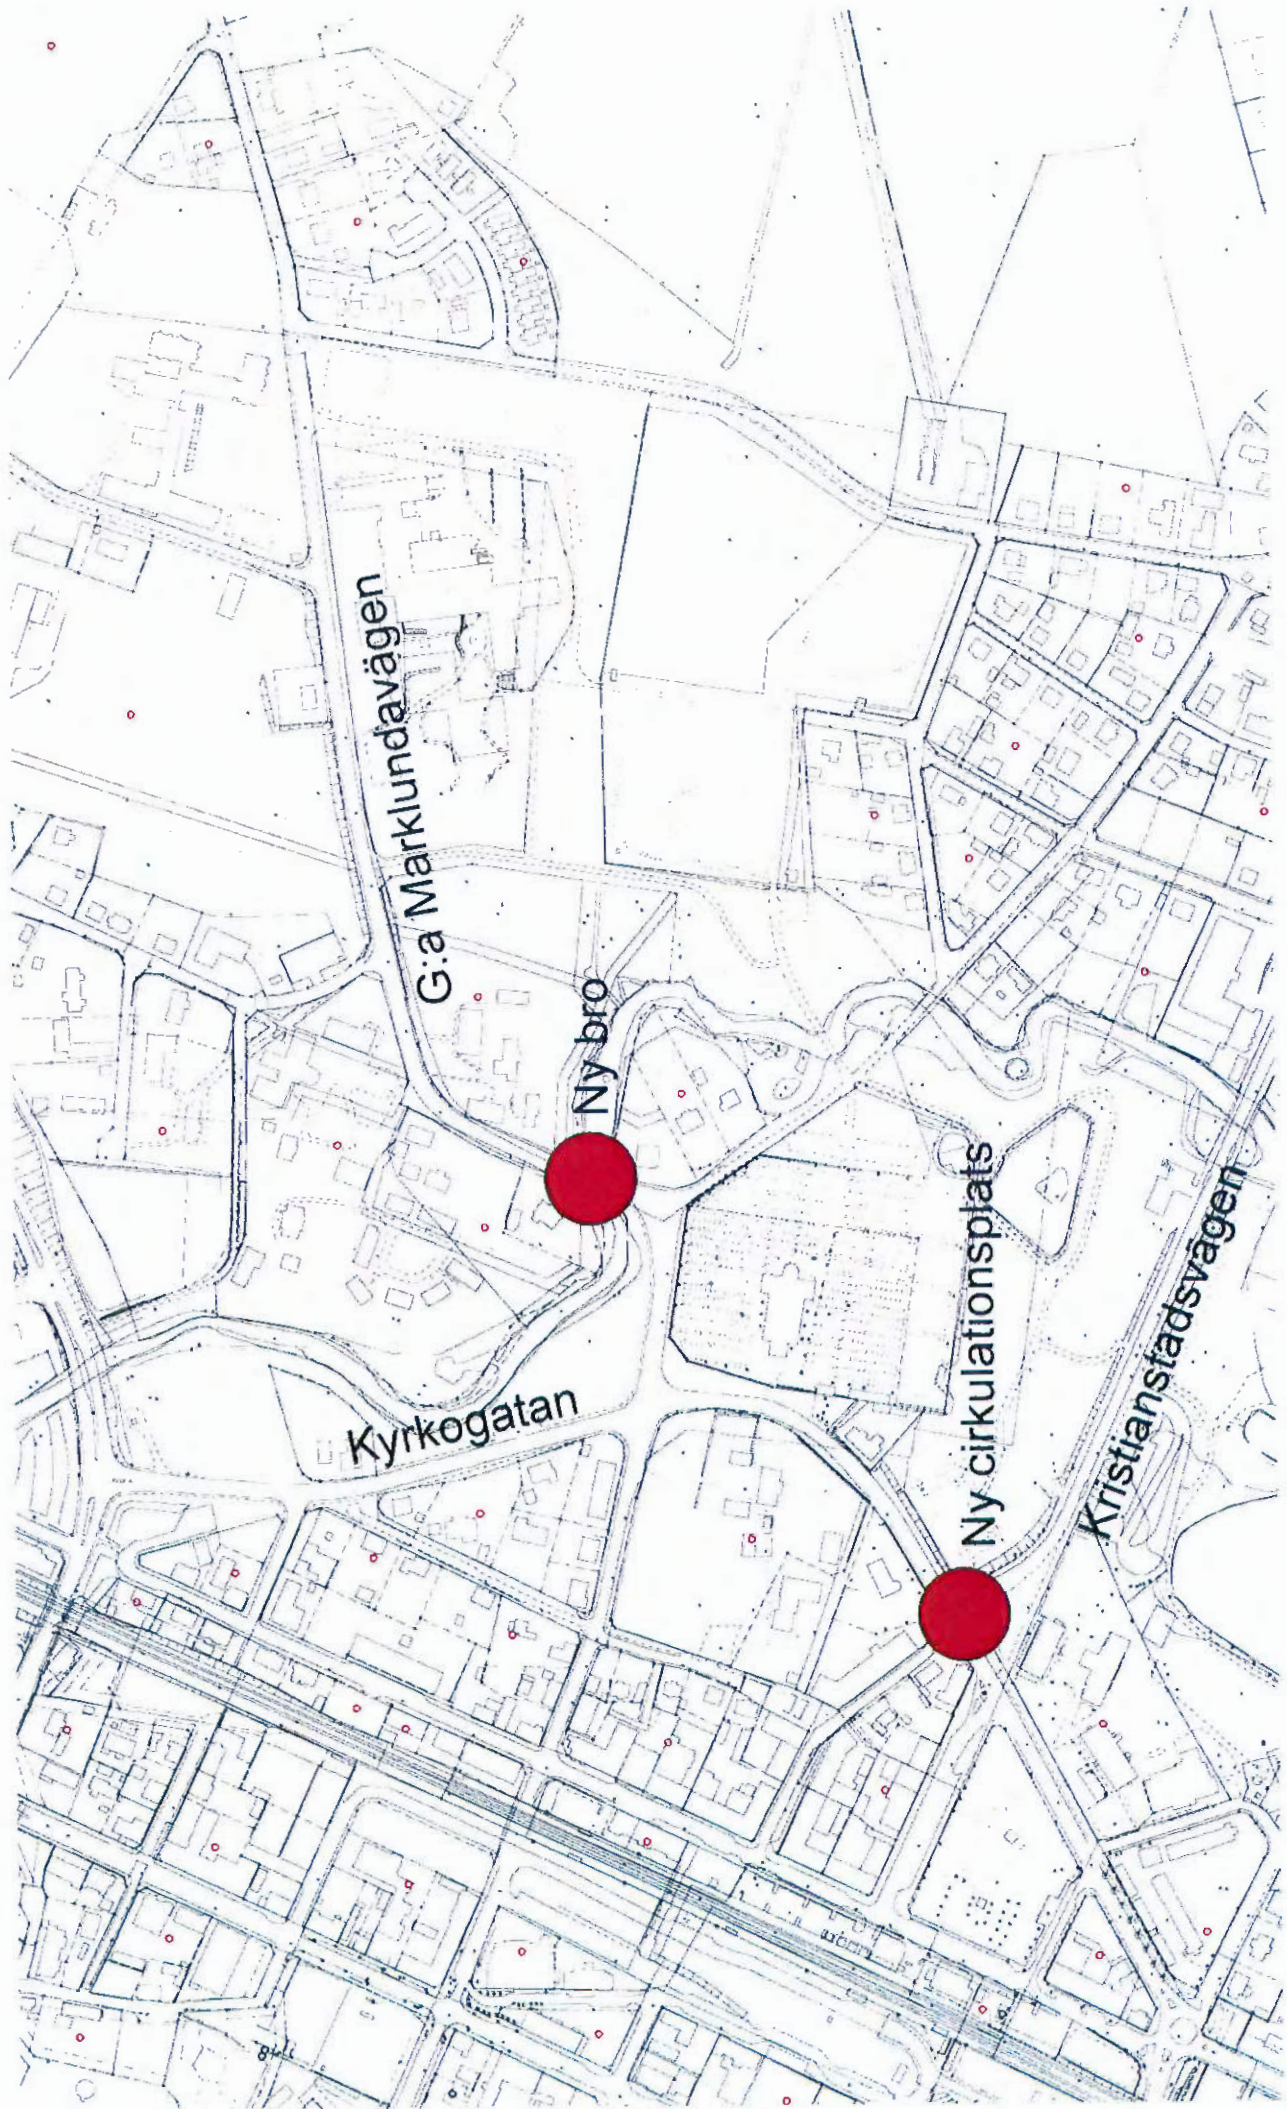 G:a Marklundavägen
Ny bro
Kyrkogatan
Ny cirkulationsplats
Kristianstadsvägen